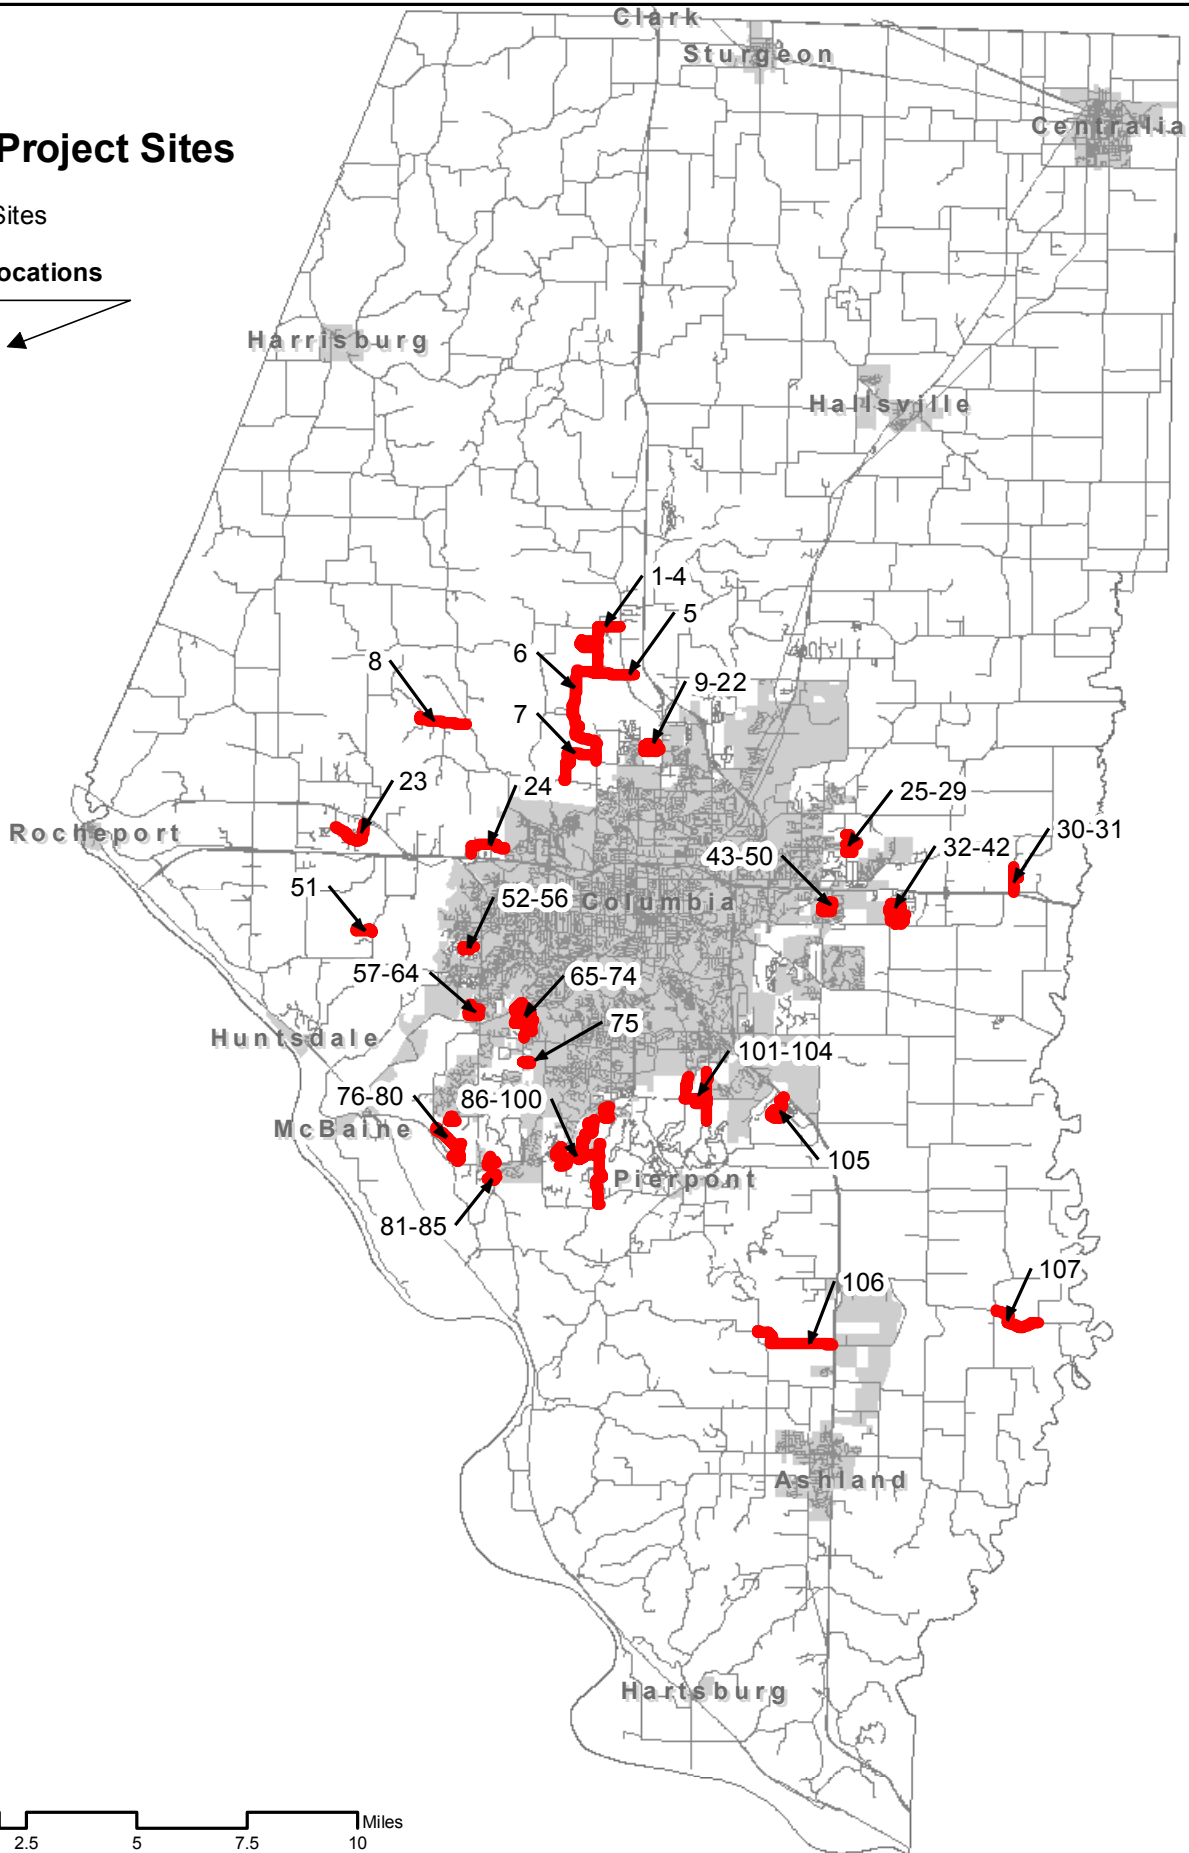 Clark
Sturgeon
Centralia
Project Sites
Sites
ocations
Harrisburg
Hallsville
1-4
5
6
8
9-22
7
23
24
25-29
Rocheport
30-31
43-50
32-42
51
52-56
Columbia
57-64
65-74
75
Huntsdale
101-104
76-80
86-100
McBaine
105
Pierpont
81-85
107
106
Ashland
Hartsburg
Miles
2.5 5 7.5 10